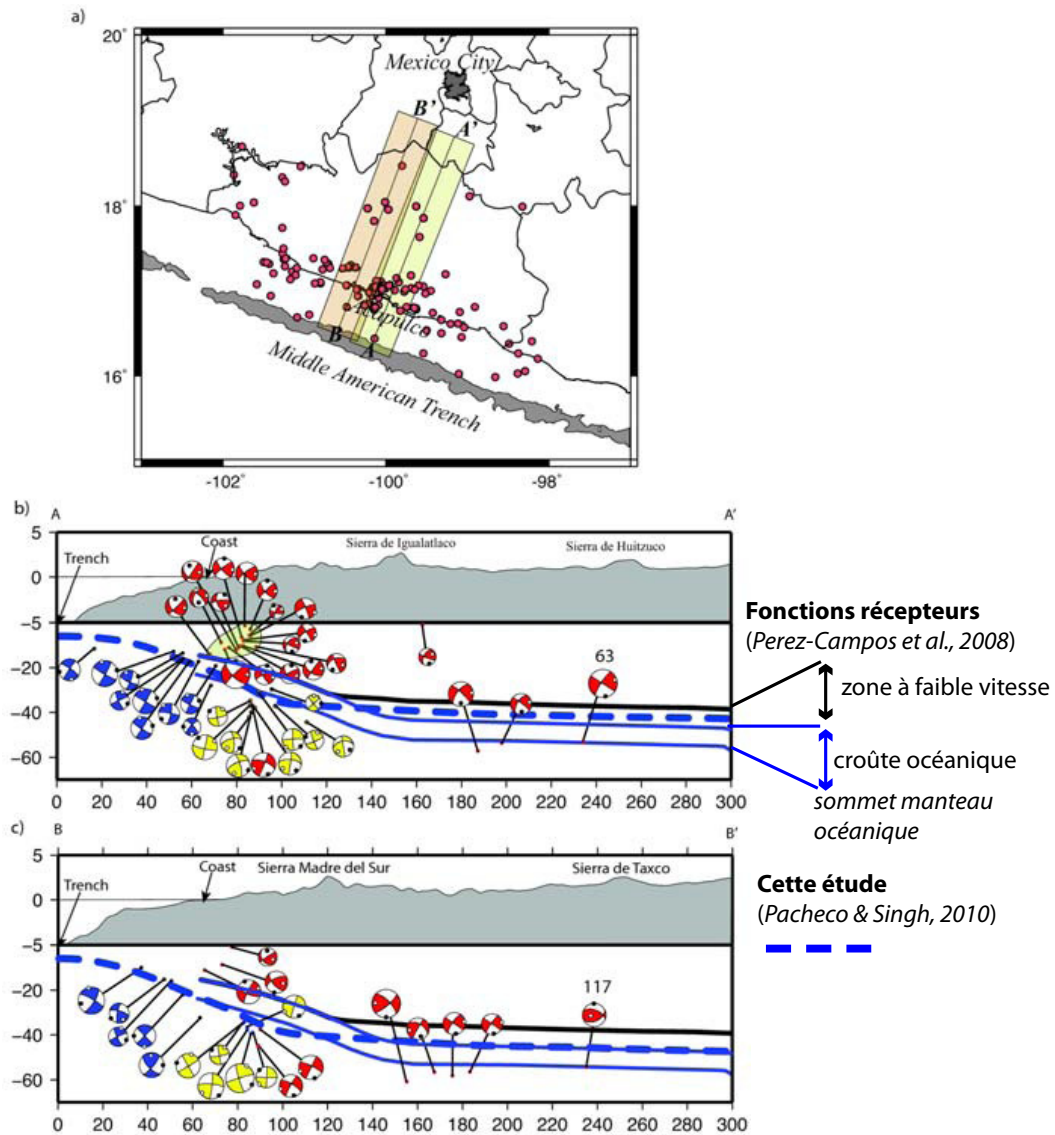 a)
20°
Mexico City
B'
A'
18°
Acapulco
B
A
16°
Middle American Trench
-102°
-100°
-98°
b)
A
A'
5
Trench
Coast
Sierra de Igualatlaco
Sierra de Huitzuco
0
-5
-20
63
-40
-60
0 20 40 60 80 100 120 140 160 180 200 220 240 260 280 300
Fonctions récepteurs
(Perez-Campos et al., 2008)
zone à faible vitesse
croûte océanique
sommet manteau
océanique
c)
B
B'
5
Trench
Coast
Sierra Madre del Sur
Sierra de Taxco
0
-5
-20
117
-40
-60
0 20 40 60 80 100 120 140 160 180 200 220 240 260 280 300
Cette étude
(Pacheco & Singh, 2010)